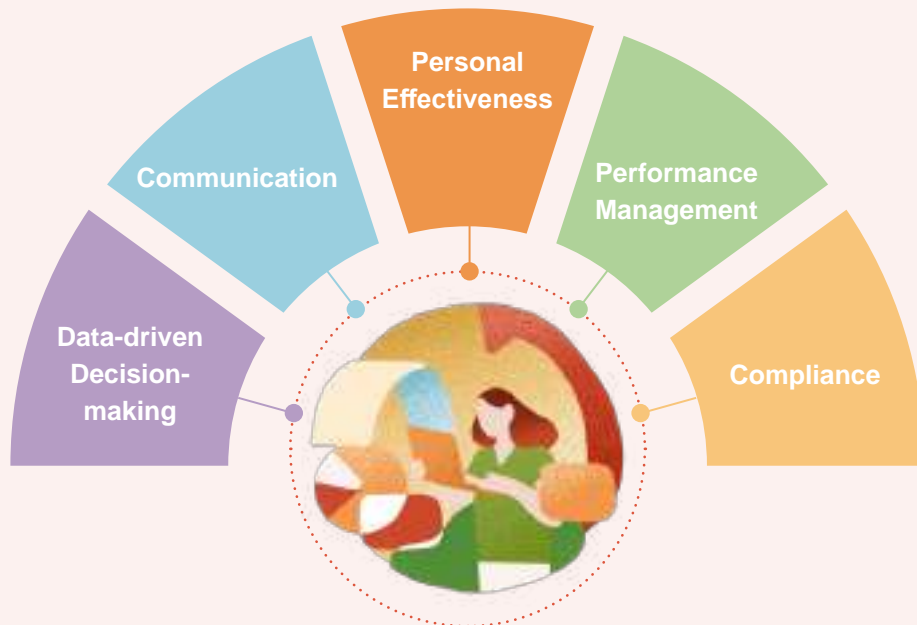 Personal
Effectiveness
Communication
Performance
Management
Data-driven
Decision-
making
Compliance